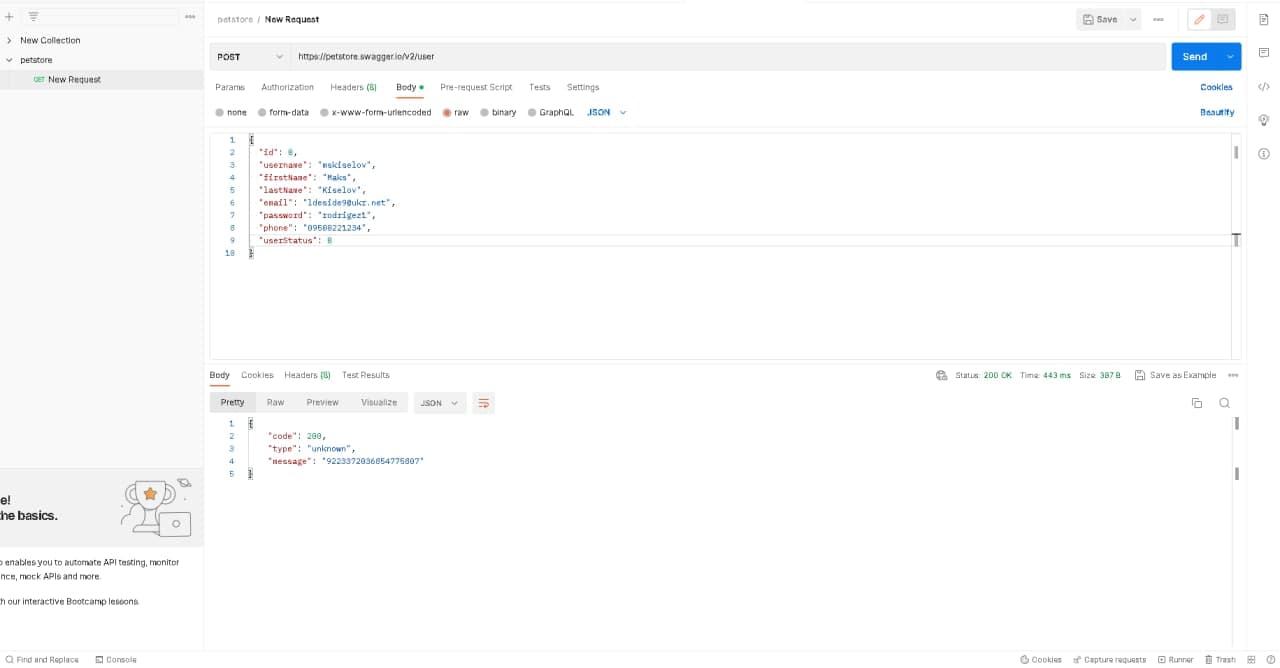 petstore / New Request
Save
New Collection
petstore
GET New Request
POST https://petstore.swagger.io/v2/user Send
Params Authorization Headers (8) Body Pre-request Script Tests Settings Cookies
none form-data x-www-form-urlencoded raw binary GraphQL JSON Beautify
1 {
2 "id": 0,
3 "username": "mskiselov",
4 "firstName": "Maks",
5 "lastName": "Kiselov",
6 "email": "ldeside9@ukr.net",
7 "password": "rodrigez1",
8 "phone": "09500221234",
9 "userStatus": 0
10 }
Body Cookies Headers (8) Test Results Status: 200 OK Time: 443 ms Size: 387 B Save as Example
Pretty Raw Preview Visualize JSON
1 {
2 "code": 200,
3 "type": "unknown",
4 "message": "9223372036854775807"
5 }
e!
the basics.
o enables you to automate API testing, monitor
nce, mock APIs and more.
h our interactive Bootcamp lessons.
Find and Replace Console Cookies Capture requests Runner Trash